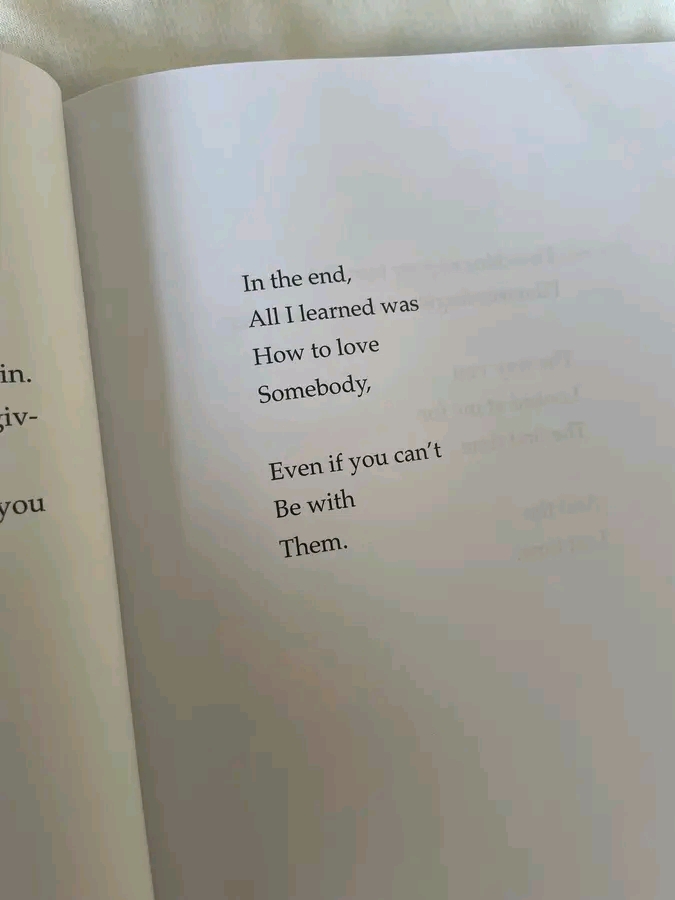 in.
giv-
you
In the end,
All I learned was
How to love
Somebody,
Even if you can't
Be with
Them.